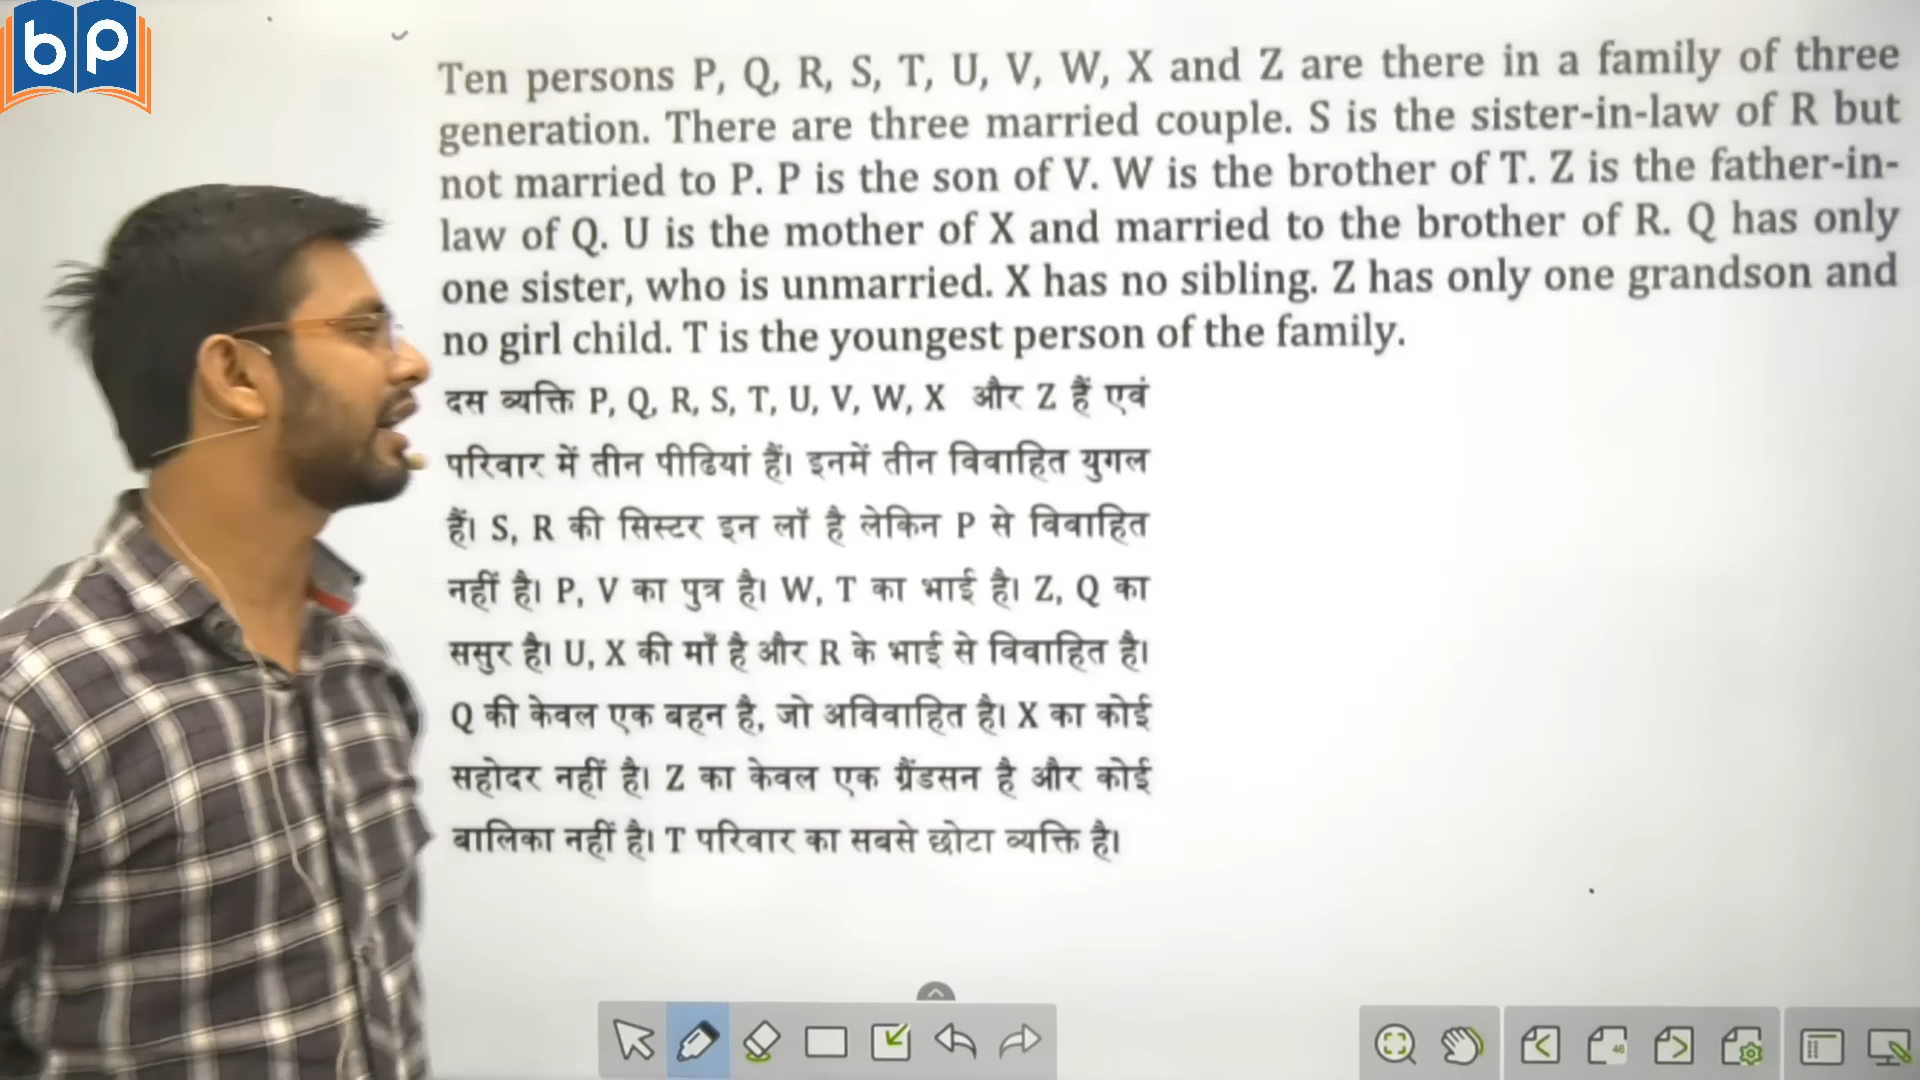 bp
Ten persons P, Q, R, S, T, U, V, W, X and Z are there in a family of three
generation. There are three married couple. S is the sister-in-law of R but
not married to P. P is the son of V. W is the brother of T. Z is the father-in-
law of Q. U is the mother of X and married to the brother of R. Q has only
one sister, who is unmarried. X has no sibling. Z has only one grandson and
no girl child. T is the youngest person of the family.
दस व्यक्ति P, Q, R, S, T, U, V, W, X और Z हैं एवं
परिवार में तीन पीढियां हैं। इनमें तीन विवाहित युगल
हैं। S, R की सिस्टर इन लॉ है लेकिन P से विवाहित
नहीं है। P, V का पुत्र है। W, T का भाई है। Z, Q का
ससुर है। U, X की माँ है और R के भाई से विवाहित है।
Q की केवल एक बहन है, जो अविवाहित है। X का कोई
सहोदर नहीं है। Z का केवल एक ग्रैंडसन है और कोई
बालिका नहीं है। T परिवार का सबसे छोटा व्यक्ति है।
46